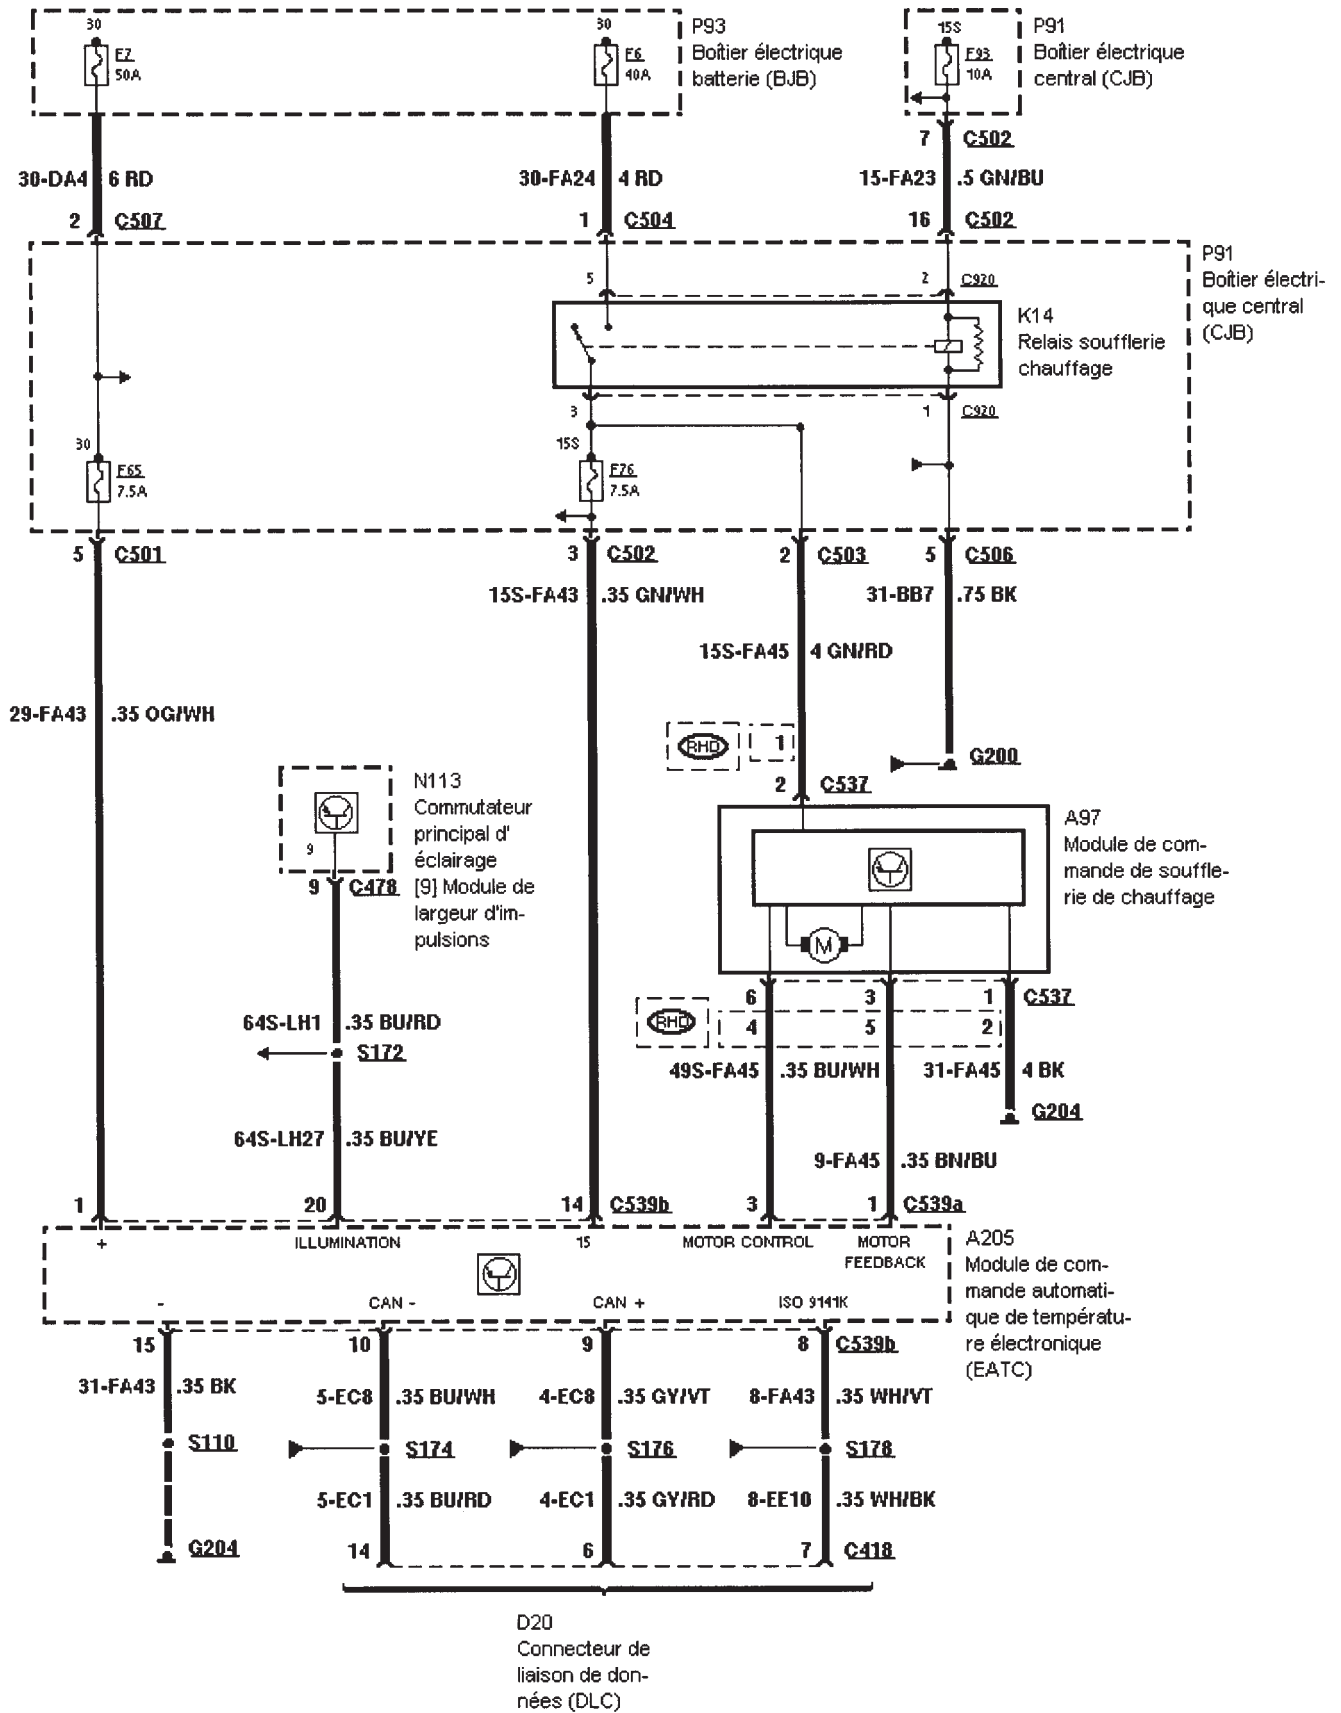 30
F7
50A
30
F6
40A
P93
Boîtier électrique
batterie (BJB)
15S
F93
10A
P91
Boîtier électrique
central (CJB)
7 C502
30-DA4 6 RD
30-FA24 4 RD
15-FA23 .5 GN/BU
2 C507
1 C504
16 C502
P91
Boîtier électri-
que central
(CJB)
5
2 C920
K14
Relais soufflerie
chauffage
3
1 C920
30
F65
7.5A
15S
F76
7.5A
5 C501
3 C502
2 C503
5 C506
15S-FA43 .35 GN/WH
31-BB7 .75 BK
15S-FA45 4 GN/RD
29-FA43 .35 OG/WH
RHD 1
G200
2 C537
N113
Commutateur
principal d'
éclairage
[9] Module de
largeur d'im-
pulsions
9
9 C478
A97
Module de com-
mande de souffle-
rie de chauffage
M
6 3 1 C537
RHD 4 5 2
64S-LH1 .35 BU/RD
S172
49S-FA45 .35 BU/WH
31-FA45 4 BK
G204
64S-LH27 .35 BU/YE
9-FA45 .35 BN/BU
1 20 14 C539b
3 1 C539a
+ ILLUMINATION 15 MOTOR CONTROL MOTOR
FEEDBACK
- CAN - CAN + ISO 9141K
A205
Module de com-
mande automati-
que de températu-
re électronique
(EATC)
15 10 9 8 C539b
31-FA43 .35 BK
5-EC8 .35 BU/WH
4-EC8 .35 GY/VT
8-FA43 .35 WH/VT
S110
S174
S176
S178
5-EC1 .35 BU/RD
4-EC1 .35 GY/RD
8-EE10 .35 WH/BK
G204
14 6 7 C418
D20
Connecteur de
liaison de don-
nées (DLC)